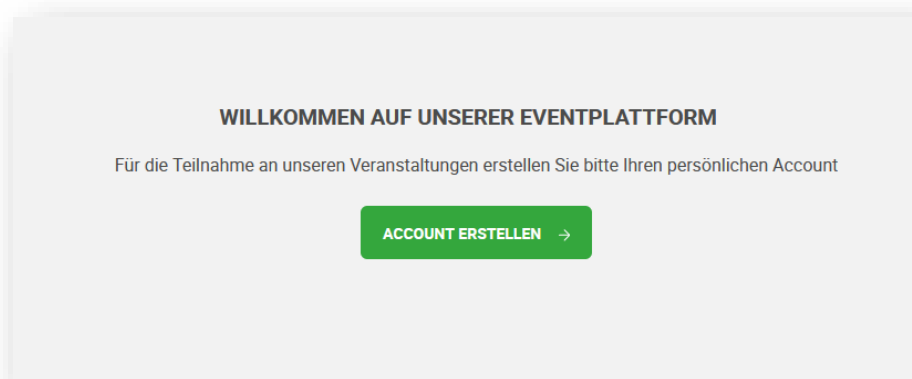 WILLKOMMEN AUF UNSERER EVENTPLATTFORM
Für die Teilnahme an unseren Veranstaltungen erstellen Sie bitte Ihren persönlichen Account
ACCOUNT ERSTELLEN →